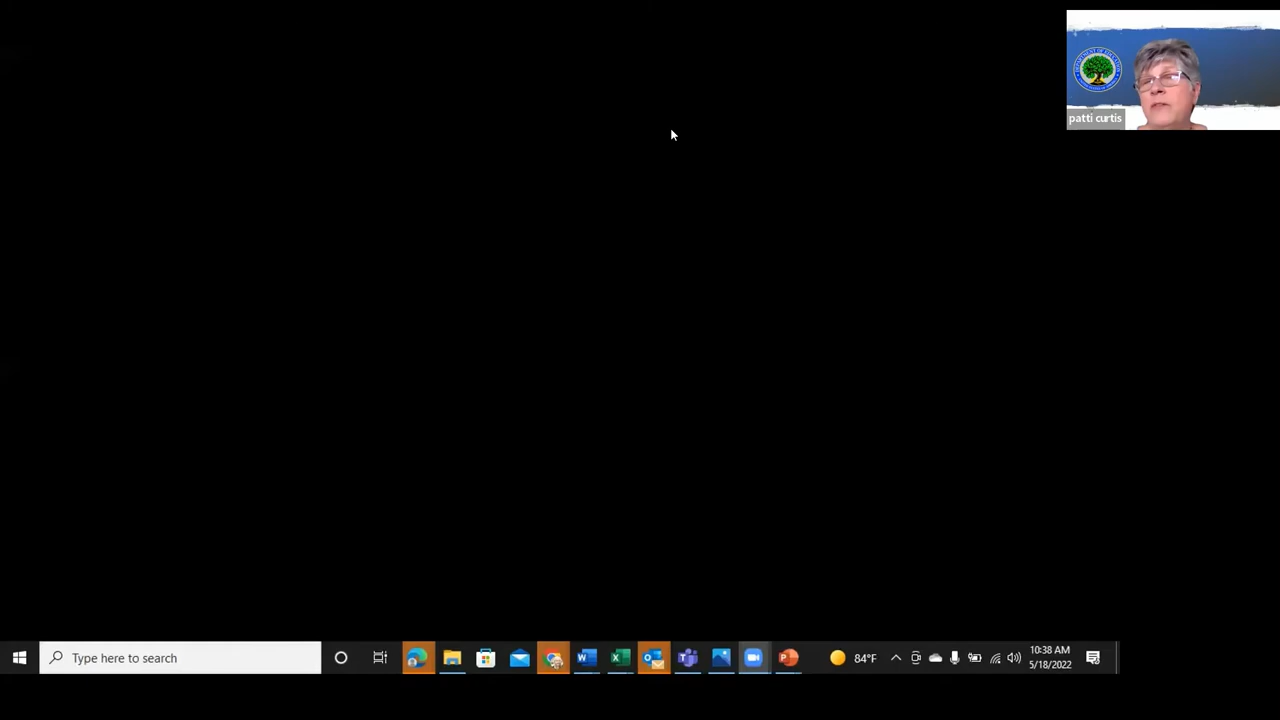 patti curtis
Type here to search
84°F
10:38 AM
5/18/2022